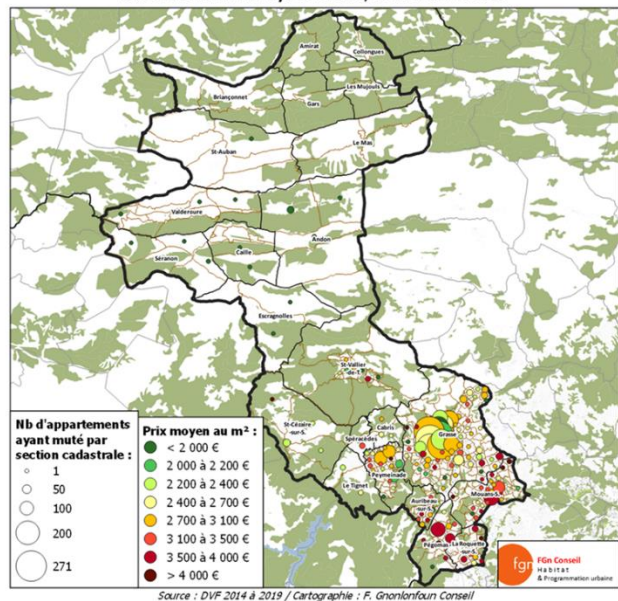 Amirat
Collongues
Briançonnet
Les Mujouls
Gars
St-Auban
Le Mas
Valderoure
Andon
Séranon
Caille
Escragnolles
St-Vallier
de-T.
St-Cézaire
sur-S.
Cabris
Grasse
Spéracèdes
Peymeinade
Le Tignet
Auribeau
sur-S.
Mouans-S.
Pégomas
La Roquette
sur-S.
Nb d'appartements
ayant muté par
section cadastrale :
1
50
100
200
271
Prix moyen au m² :
< 2 000 €
2 000 à 2 200 €
2 200 à 2 400 €
2 400 à 2 700 €
2 700 à 3 100 €
3 100 à 3 500 €
3 500 à 4 000 €
> 4 000 €
fgn
FGn Conseil
Habitat
& Programmation urbaine
Source : DVF 2014 à 2019 / Cartographie : F. Gnonlonfoun Conseil